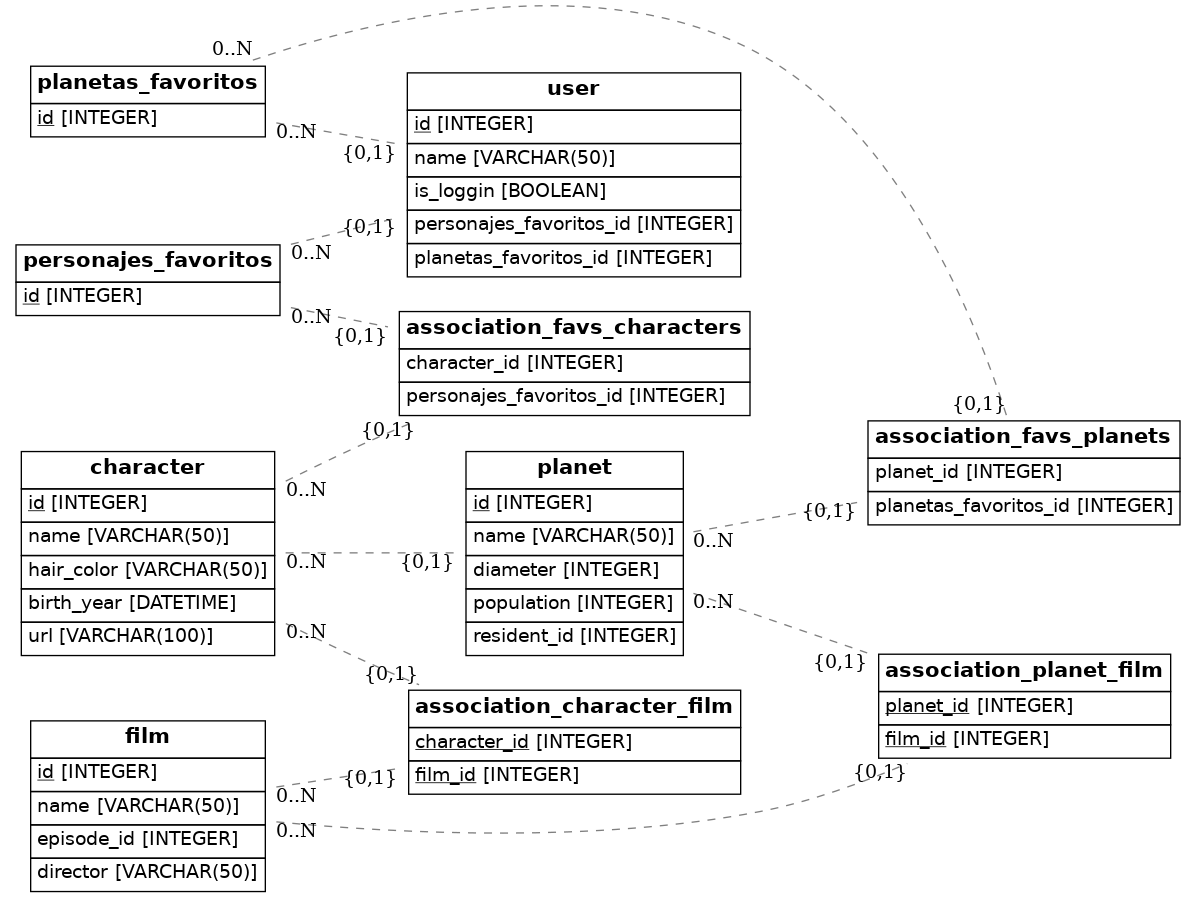 0..N
planetas_favoritos
id [INTEGER]
0..N
{0,1}
user
id [INTEGER]
name [VARCHAR(50)]
is_loggin [BOOLEAN]
personajes_favoritos_id [INTEGER]
planetas_favoritos_id [INTEGER]
{0,1}
0..N
personajes_favoritos
id [INTEGER]
0..N
{0,1}
association_favs_characters
character_id [INTEGER]
personajes_favoritos_id [INTEGER]
{0,1}
0..N
{0,1}
association_favs_planets
planet_id [INTEGER]
planetas_favoritos_id [INTEGER]
character
id [INTEGER]
name [VARCHAR(50)]
hair_color [VARCHAR(50)]
birth_year [DATETIME]
url [VARCHAR(100)]
0..N
{0,1}
planet
id [INTEGER]
name [VARCHAR(50)]
diameter [INTEGER]
population [INTEGER]
resident_id [INTEGER]
{0,1}
0..N
0..N
{0,1}
0..N
{0,1}
association_planet_film
planet_id [INTEGER]
film_id [INTEGER]
{0,1}
association_character_film
character_id [INTEGER]
film_id [INTEGER]
film
id [INTEGER]
name [VARCHAR(50)]
episode_id [INTEGER]
director [VARCHAR(50)]
{0,1}
0..N
0..N